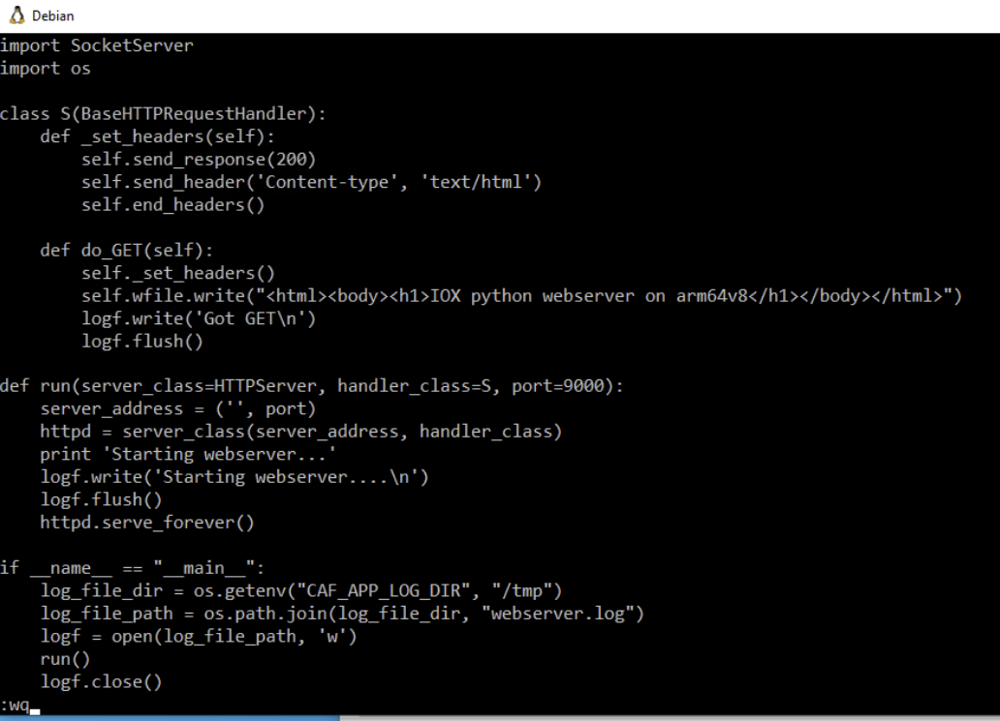 Debian
import SocketServer
import os
class S(BaseHTTPRequestHandler):
    def _set_headers(self):
        self.send_response(200)
        self.send_header('Content-type', 'text/html')
        self.end_headers()
    def do_GET(self):
        self._set_headers()
        self.wfile.write("<html><body><h1>IOX python webserver on arm64v8</h1></body></html>")
        logf.write('Got GET\n')
        logf.flush()
def run(server_class=HTTPServer, handler_class=S, port=9000):
    server_address = ('', port)
    httpd = server_class(server_address, handler_class)
    print 'Starting webserver...'
    logf.write('Starting webserver....\n')
    logf.flush()
    httpd.serve_forever()
if __name__ == "__main__":
    log_file_dir = os.getenv("CAF_APP_LOG_DIR", "/tmp")
    log_file_path = os.path.join(log_file_dir, "webserver.log")
    logf = open(log_file_path, 'w')
    run()
    logf.close()
:wq